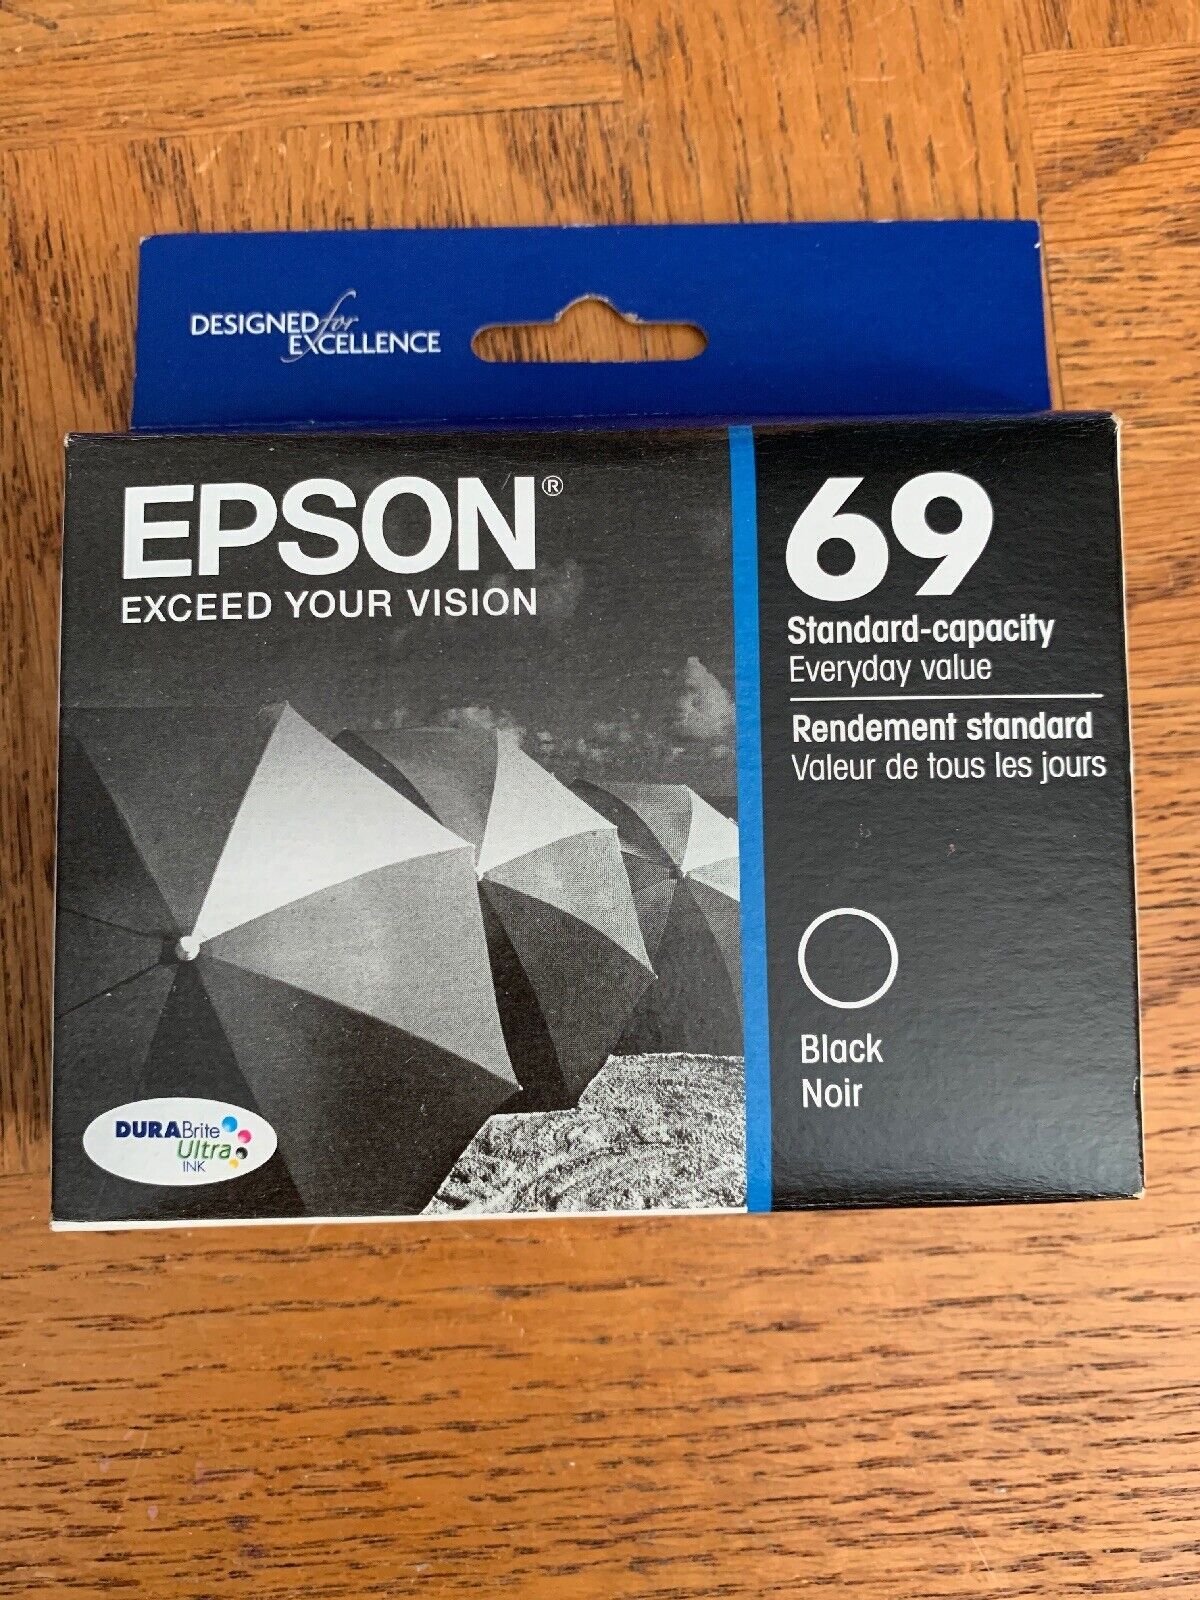 DESIGNED for
EXCELLENCE
EPSON®
EXCEED YOUR VISION
69
Standard-capacity
Everyday value
Rendement standard
Valeur de tous les jours
Black
Noir
DURABrite
Ultra
INK